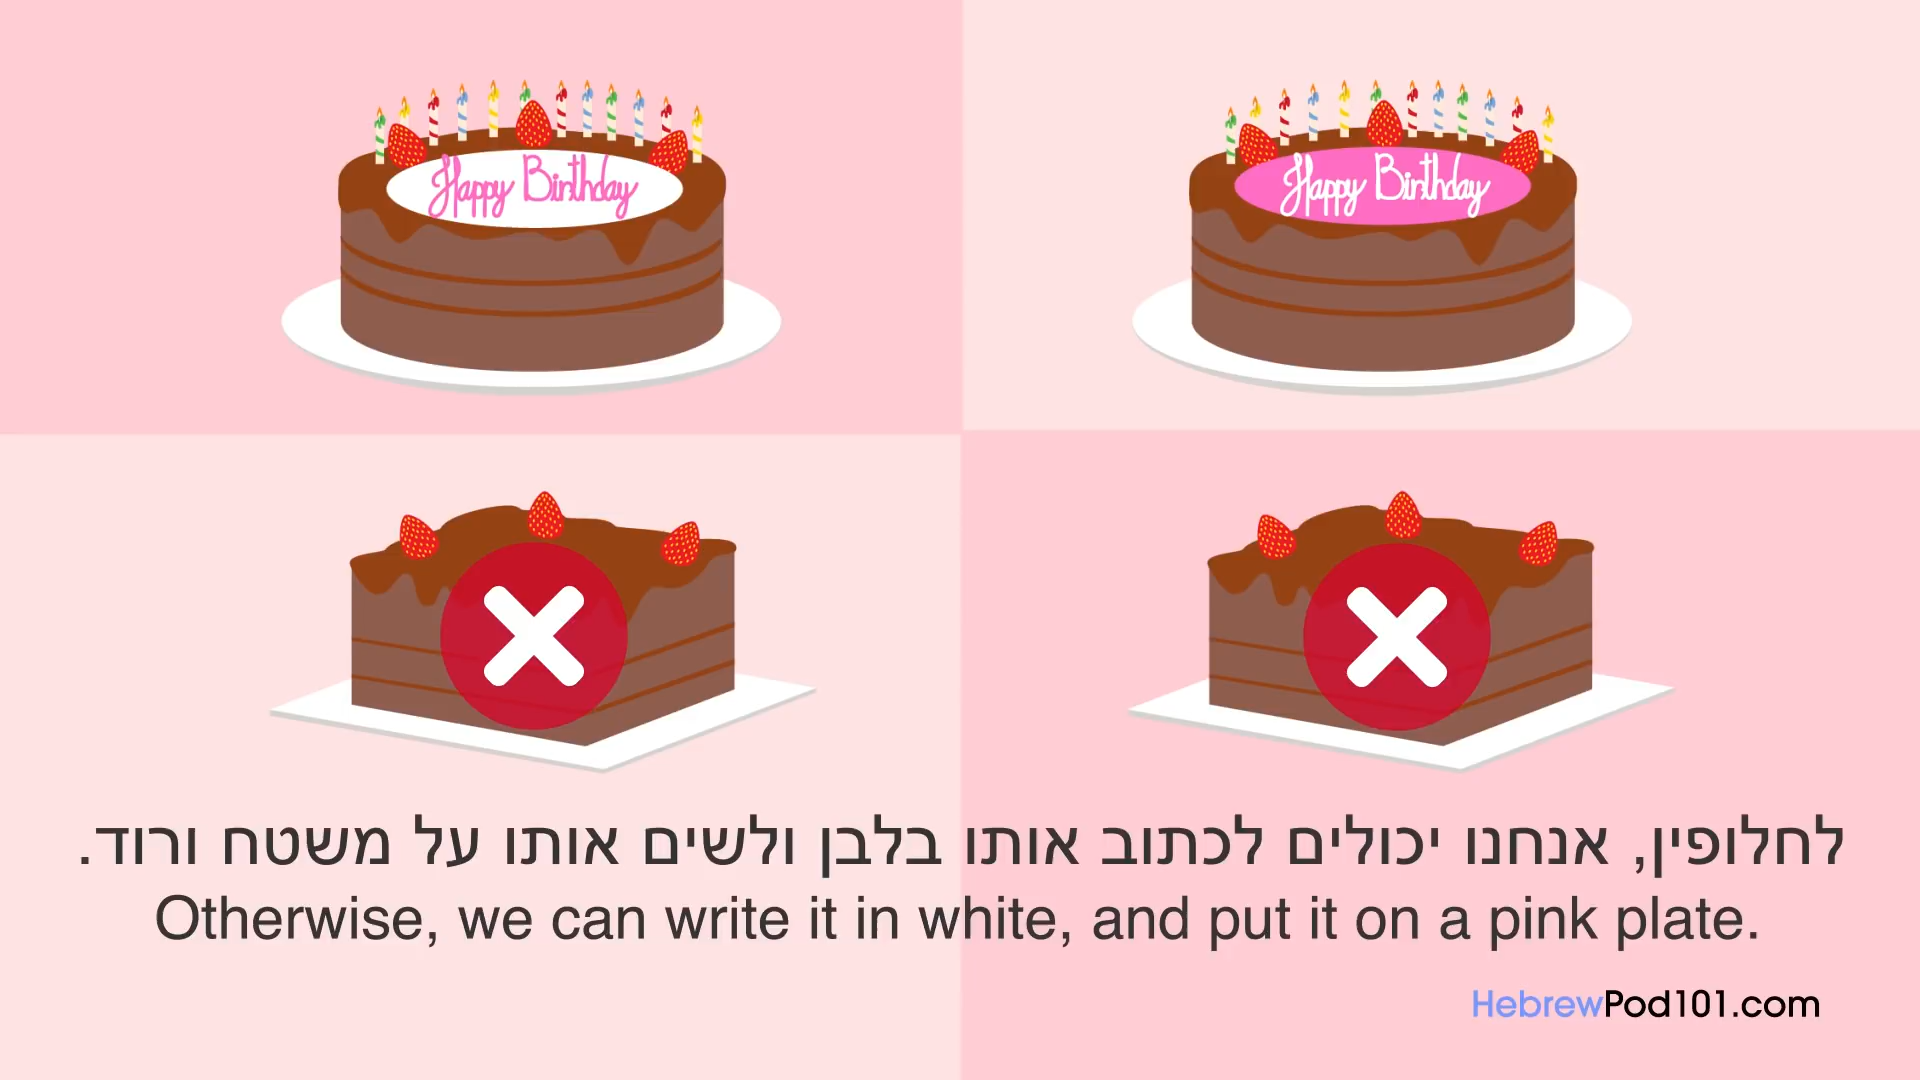 Happy Birthday
Happy Birthday
לחלופין, אנחנו יכולים לכתוב אותו בלבן ולשים אותו על משטח ורוד.
Otherwise, we can write it in white, and put it on a pink plate.
HebrewPod101.com